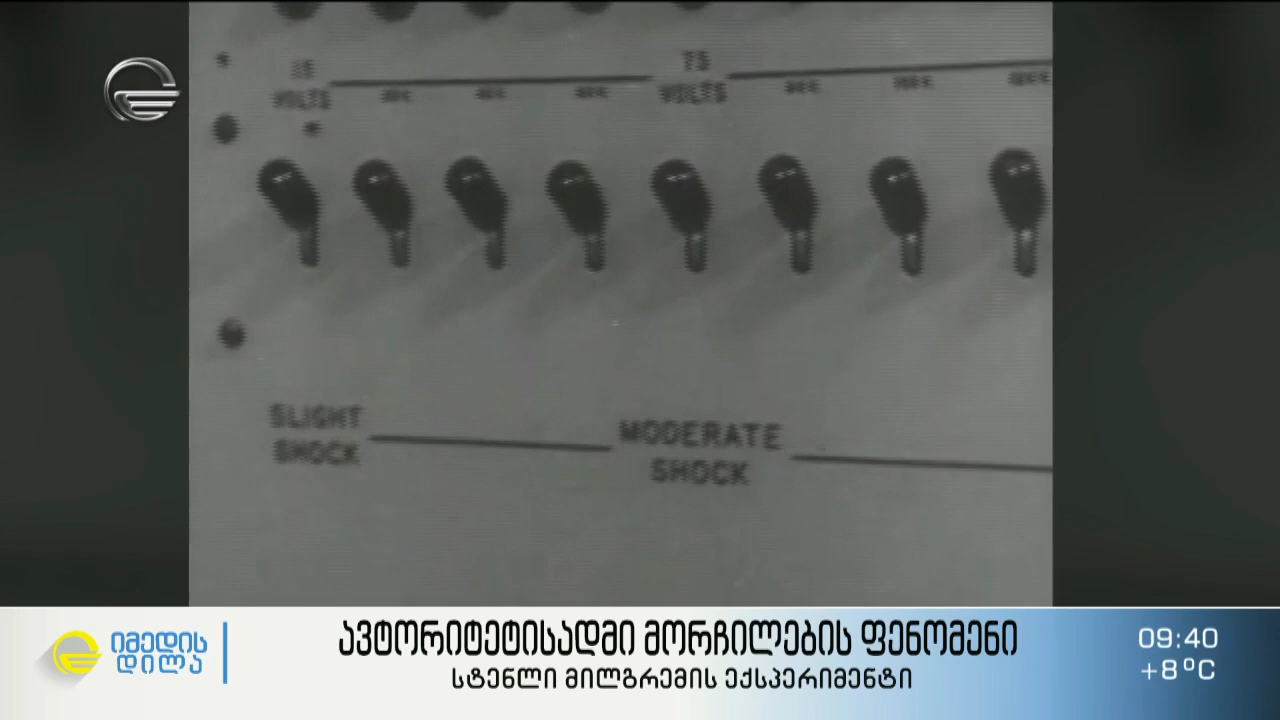 15
VOLTS
75
VOLTS
SLIGHT
SHOCK
MODERATE
SHOCK
იმედის
დილა
ავტორიტეტისადმი მორჩილების ფენომენი
სტენლი მილგრემის ექსპერიმენტი
09:40
+8°C